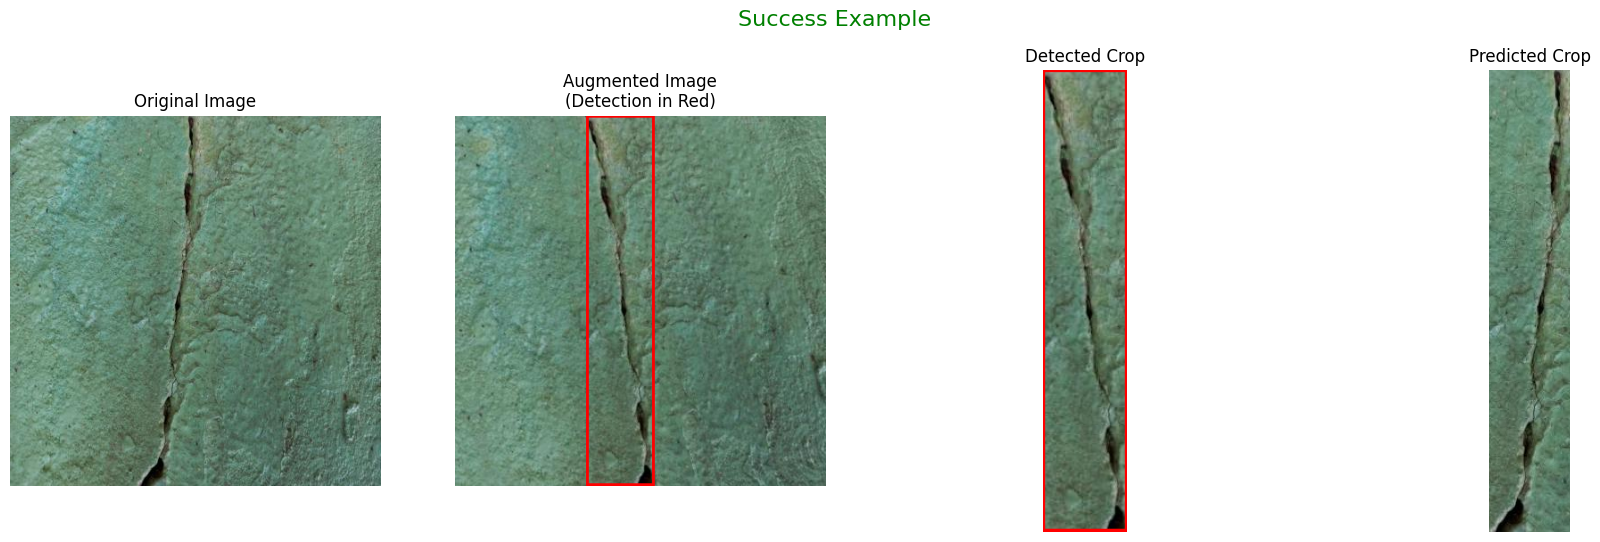 Success Example
Original Image
Augmented Image
(Detection in Red)
Detected Crop
Predicted Crop